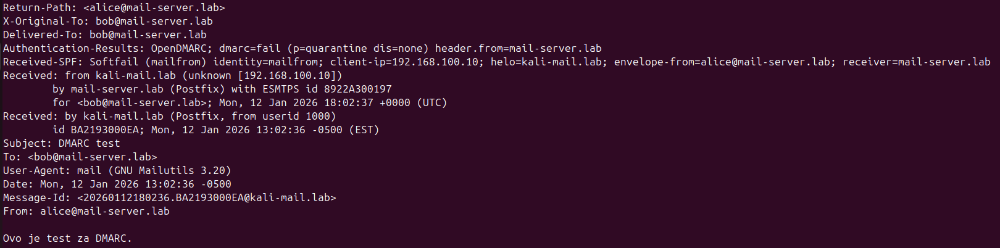 Return-Path: <alice@mail-server.lab>
X-Original-To: bob@mail-server.lab
Delivered-To: bob@mail-server.lab
Authentication-Results: OpenDMARC; dmarc=fail (p=quarantine dis=none) header.from=mail-server.lab
Received-SPF: Softfail (mailfrom) identity=mailfrom; client-ip=192.168.100.10; helo=kali-mail.lab; envelope-from=alice@mail-server.lab; receiver=mail-server.lab
Received: from kali-mail.lab (unknown [192.168.100.10])
        by mail-server.lab (Postfix) with ESMTPS id 8922A300197
        for <bob@mail-server.lab>; Mon, 12 Jan 2026 18:02:37 +0000 (UTC)
Received: by kali-mail.lab (Postfix, from userid 1000)
        id BA2193000EA; Mon, 12 Jan 2026 13:02:36 -0500 (EST)
Subject: DMARC test
To: <bob@mail-server.lab>
User-Agent: mail (GNU Mailutils 3.20)
Date: Mon, 12 Jan 2026 13:02:36 -0500
Message-Id: <20260112180236.BA2193000EA@kali-mail.lab>
From: alice@mail-server.lab

Ovo je test za DMARC.